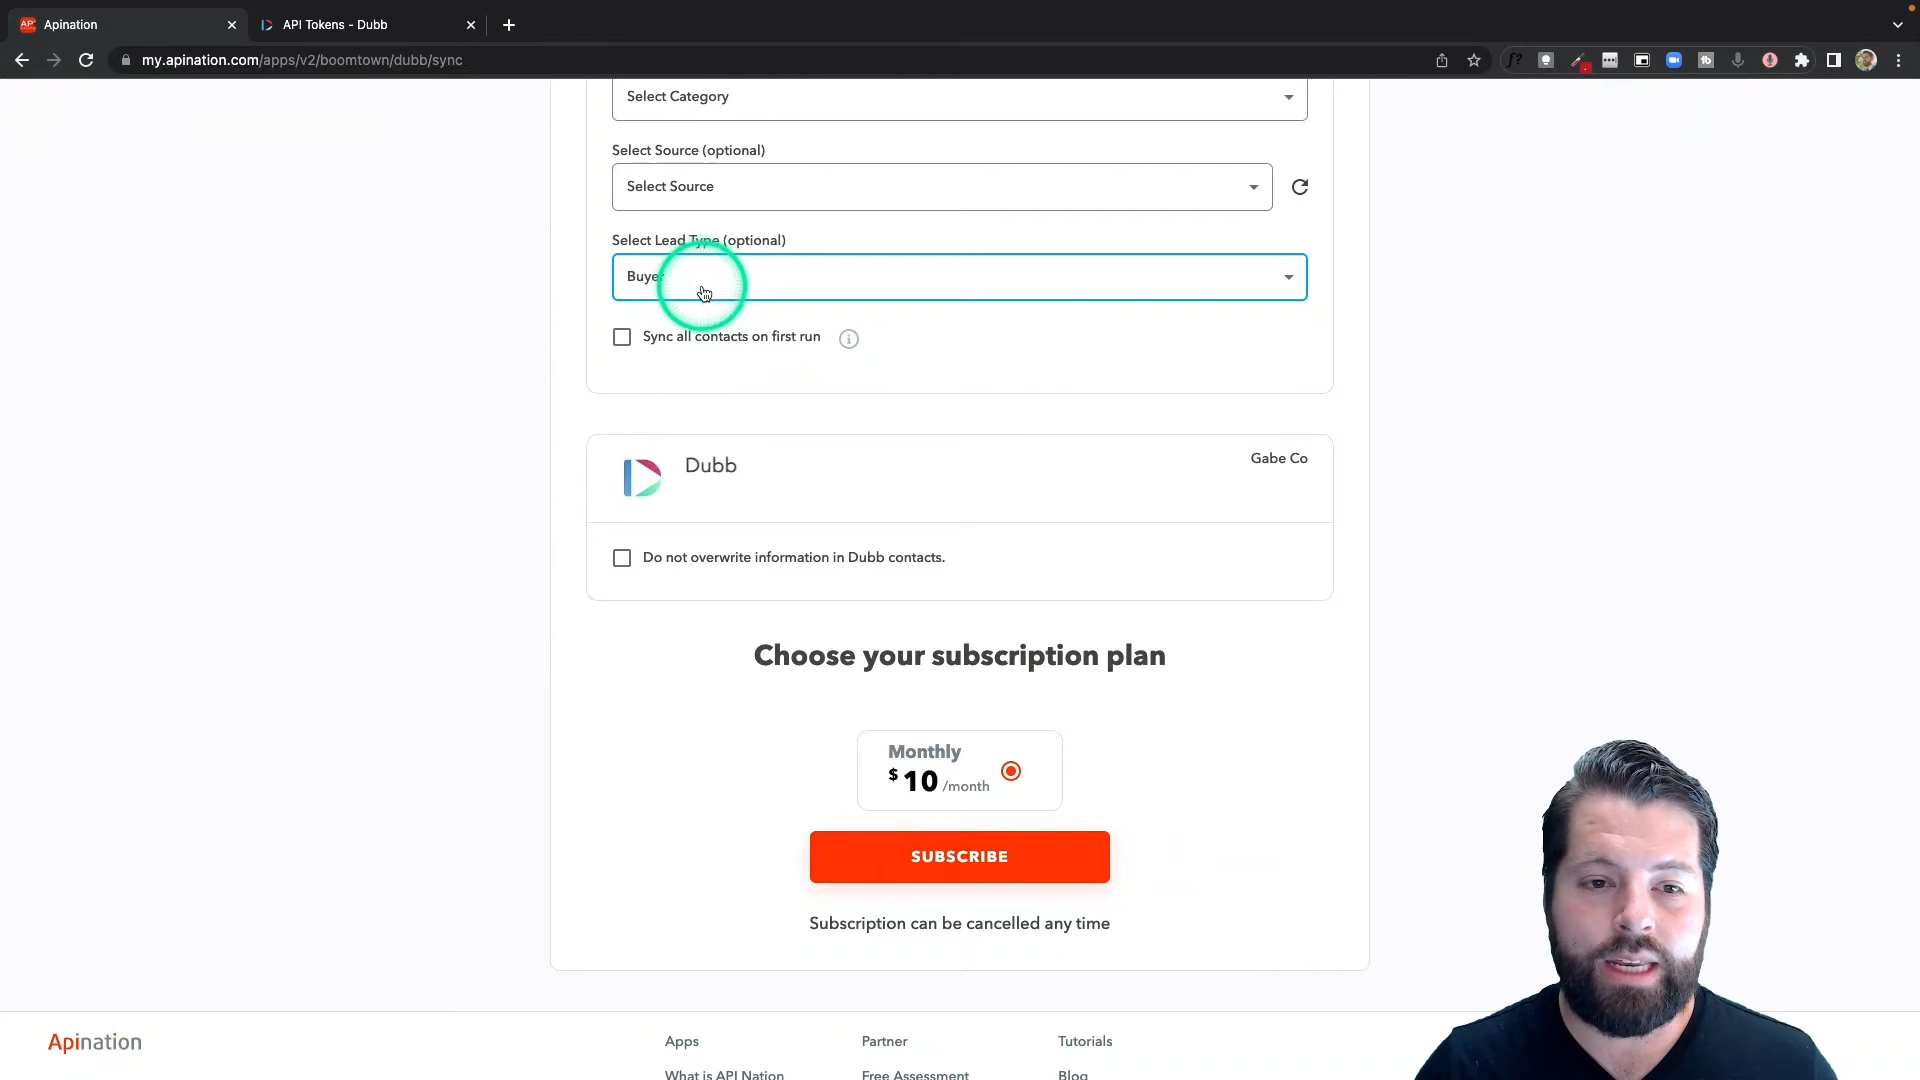 Apination
API Tokens - Dubb
my.apination.com/apps/v2/boomtown/dubb/sync
Select Category
Select Source (optional)
Select Source
Select Lead Type (optional)
Buyer
Sync all contacts on first run
Dubb
Gabe Co
Do not overwrite information in Dubb contacts.
Choose your subscription plan
Monthly
$10 /month
SUBSCRIBE
Subscription can be cancelled any time
Apination
Apps
Partner
Tutorials
What is API Nation
Free Assessment
Blog